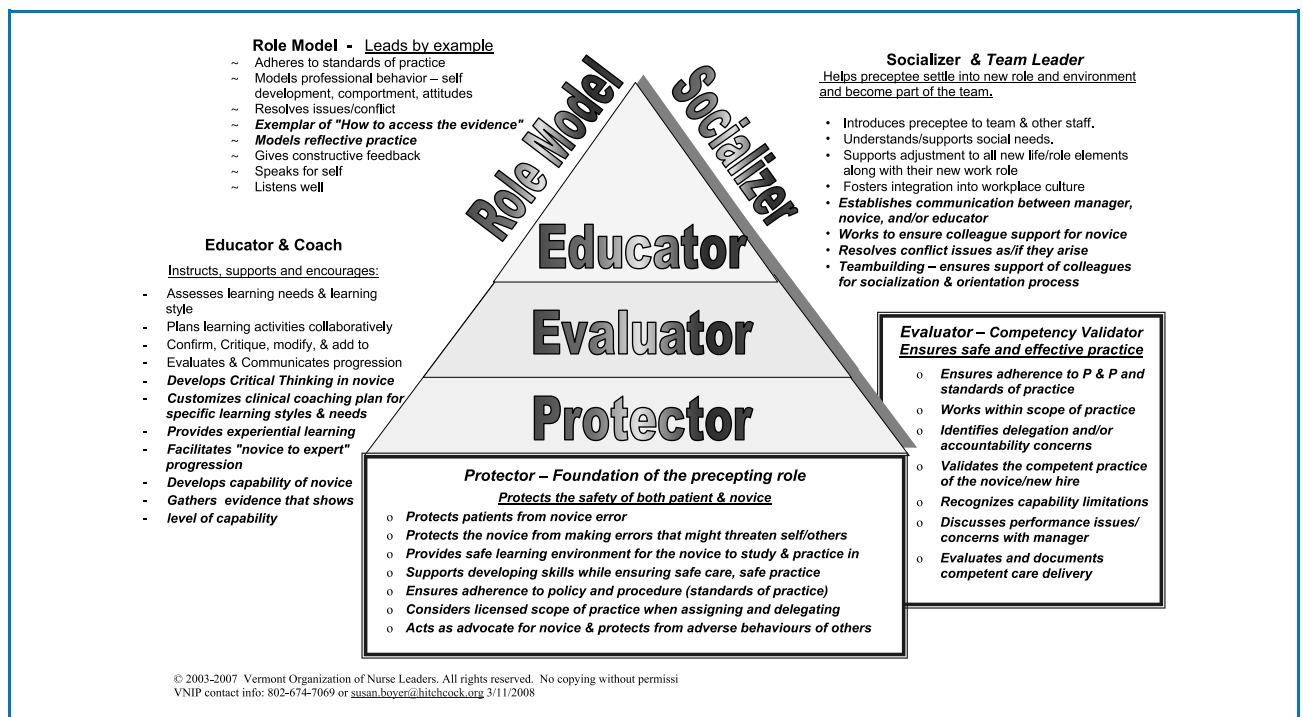 Role Model - Leads by example
~ Adheres to standards of practice
~ Models professional behavior – self
development, comportment, attitudes
~ Resolves issues/conflict
~ Exemplar of "How to access the evidence"
~ Models reflective practice
~ Gives constructive feedback
~ Speaks for self
~ Listens well
Educator & Coach
Instructs, supports and encourages:
- Assesses learning needs & learning
style
- Plans learning activities collaboratively
- Confirm, Critique, modify, & add to
- Evaluates & Communicates progression
- Develops Critical Thinking in novice
- Customizes clinical coaching plan for
specific learning styles & needs
- Provides experiential learning
- Facilitates "novice to expert"
progression
- Develops capability of novice
- Gathers evidence that shows
- level of capability
Role Model
Socializer
Educator
Evaluator
Protector
Socializer & Team Leader
Helps preceptee settle into new role and environment
and become part of the team.
• Introduces preceptee to team & other staff.
• Understands/supports social needs.
• Supports adjustment to all new life/role elements
along with their new work role
• Fosters integration into workplace culture
• Establishes communication between manager,
novice, and/or educator
• Works to ensure colleague support for novice
• Resolves conflict issues as/if they arise
• Teambuilding – ensures support of colleagues
for socialization & orientation process
Evaluator – Competency Validator
Ensures safe and effective practice
o Ensures adherence to P & P and
standards of practice
o Works within scope of practice
o Identifies delegation and/or
accountability concerns
o Validates the competent practice
of the novice/new hire
o Recognizes capability limitations
o Discusses performance issues/
concerns with manager
o Evaluates and documents
competent care delivery
Protector – Foundation of the precepting role
Protects the safety of both patient & novice
o Protects patients from novice error
o Protects the novice from making errors that might threaten self/others
o Provides safe learning environment for the novice to study & practice in
o Supports developing skills while ensuring safe care, safe practice
o Ensures adherence to policy and procedure (standards of practice)
o Considers licensed scope of practice when assigning and delegating
o Acts as advocate for novice & protects from adverse behaviours of others
© 2003-2007 Vermont Organization of Nurse Leaders. All rights reserved. No copying without permissi
VNIP contact info: 802-674-7069 or susan.boyer@hitchcock.org 3/11/2008